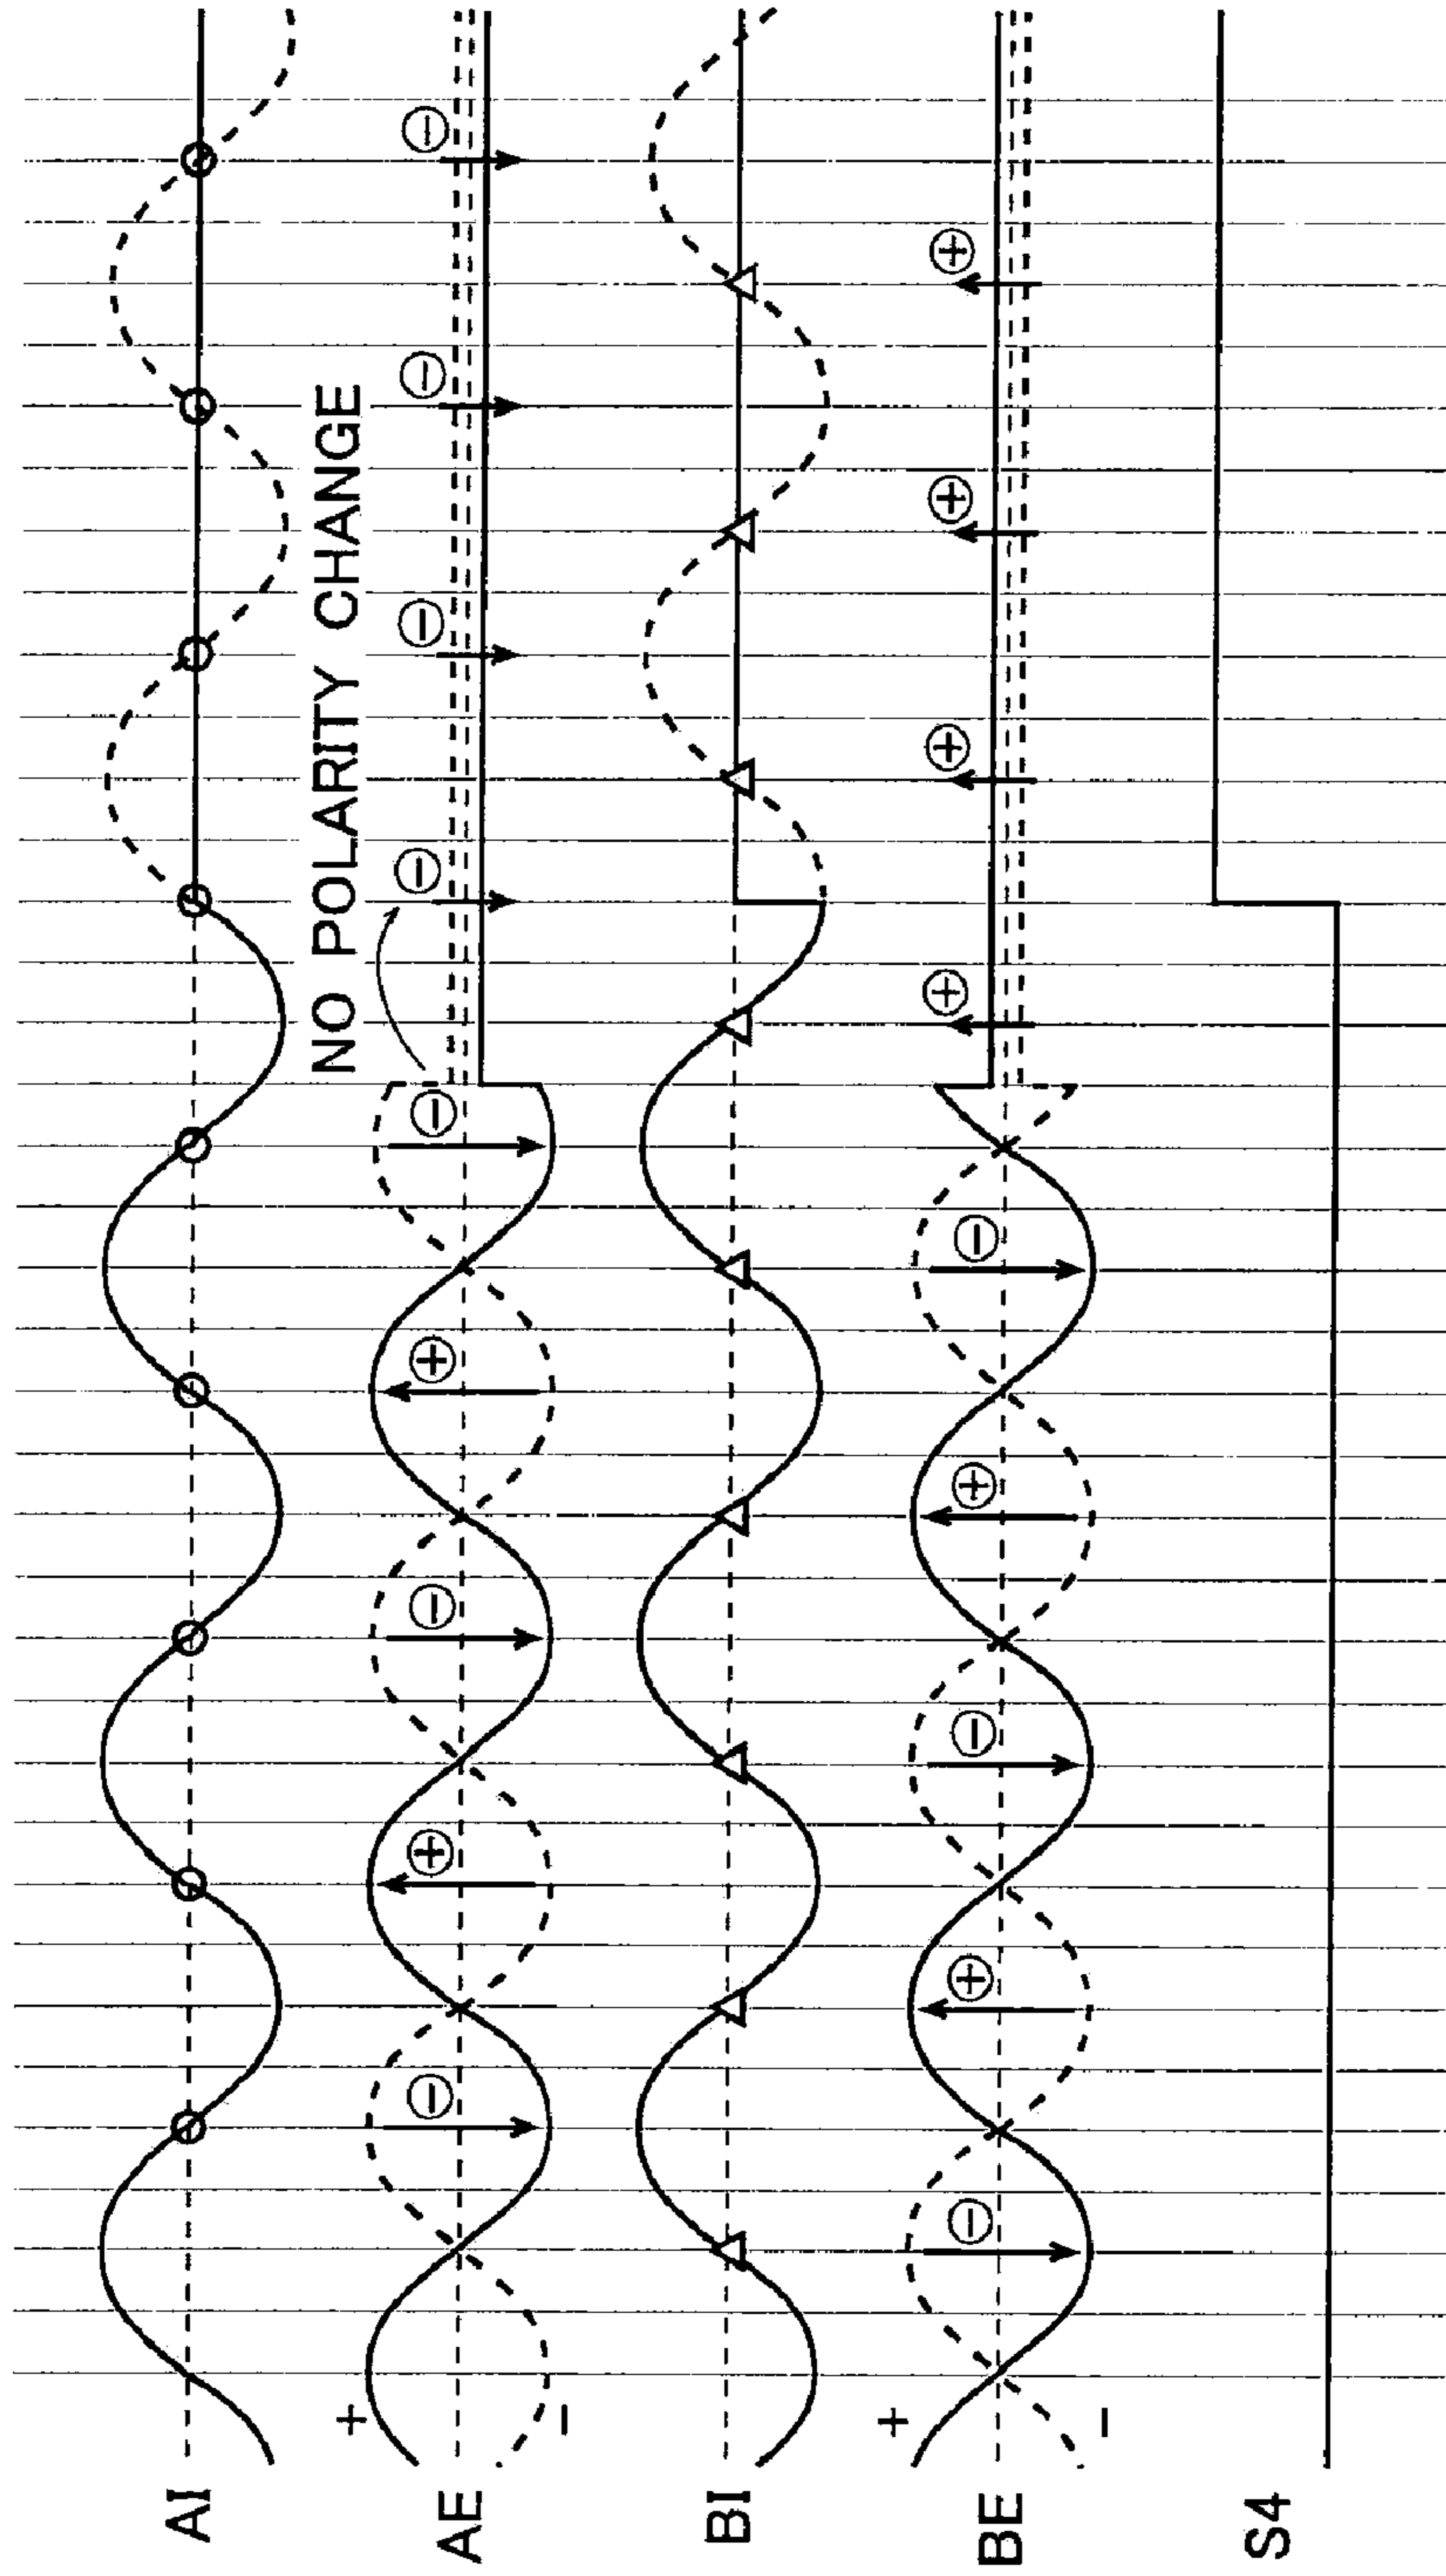 AI
NO POLARITY CHANGE
+
⊖ ⊕ ⊖ ⊕ ⊖ ⊖ ⊖ ⊖ ⊖
AE
−
BI
+
⊖ ⊕ ⊖ ⊕ ⊖ ⊕ ⊕ ⊕ ⊕
BE
−
S4